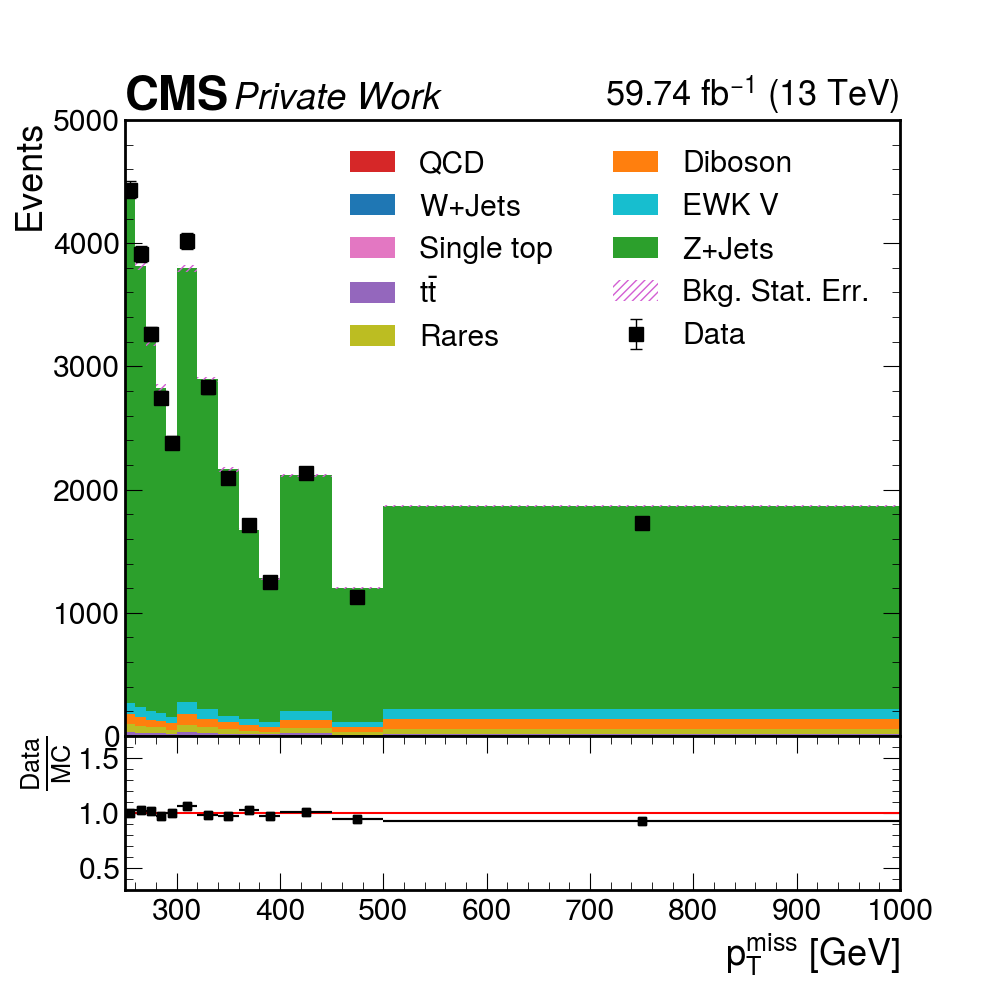 CMS Private Work 59.74 fb⁻¹ (13 TeV)
Events
5000
4000
3000
2000
1000
0
QCD
W+Jets
Single top
tt̄
Rares
Diboson
EWK V
Z+Jets
Bkg. Stat. Err.
Data
Data
MC
1.5
1.0
0.5
300 400 500 600 700 800 900 1000
p_T^miss [GeV]